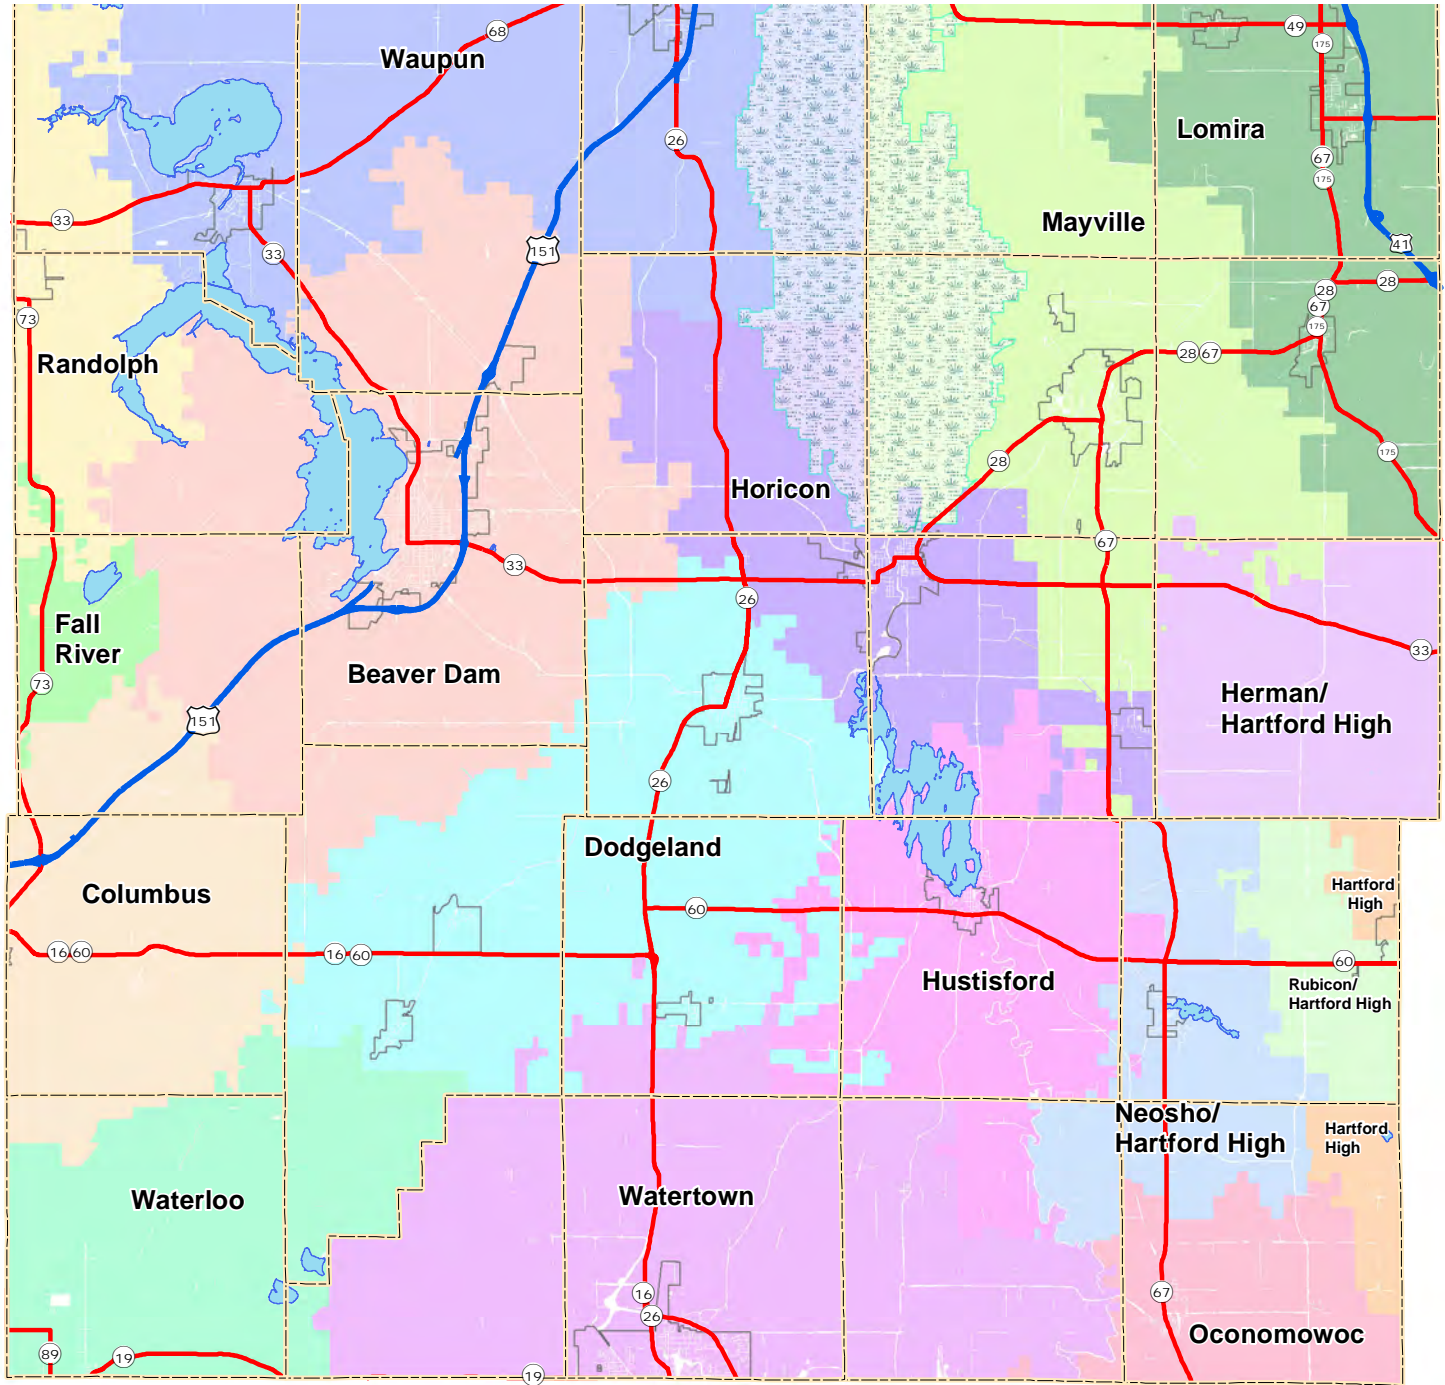 68
Waupun
49
175
Lomira
26
67
175
33
Mayville
33
151
41
28
28
67
73
175
Randolph
28 67
175
28
Horicon
67
33
26
Fall
River
33
Beaver Dam
73
Herman/
Hartford High
151
26
Dodgeland
Columbus
Hartford
High
60
16 60
16 60
60
Hustisford
Rubicon/
Hartford High
Neosho/
Hartford High
Hartford
High
Waterloo
Watertown
16
67
26
Oconomowoc
89
19
19